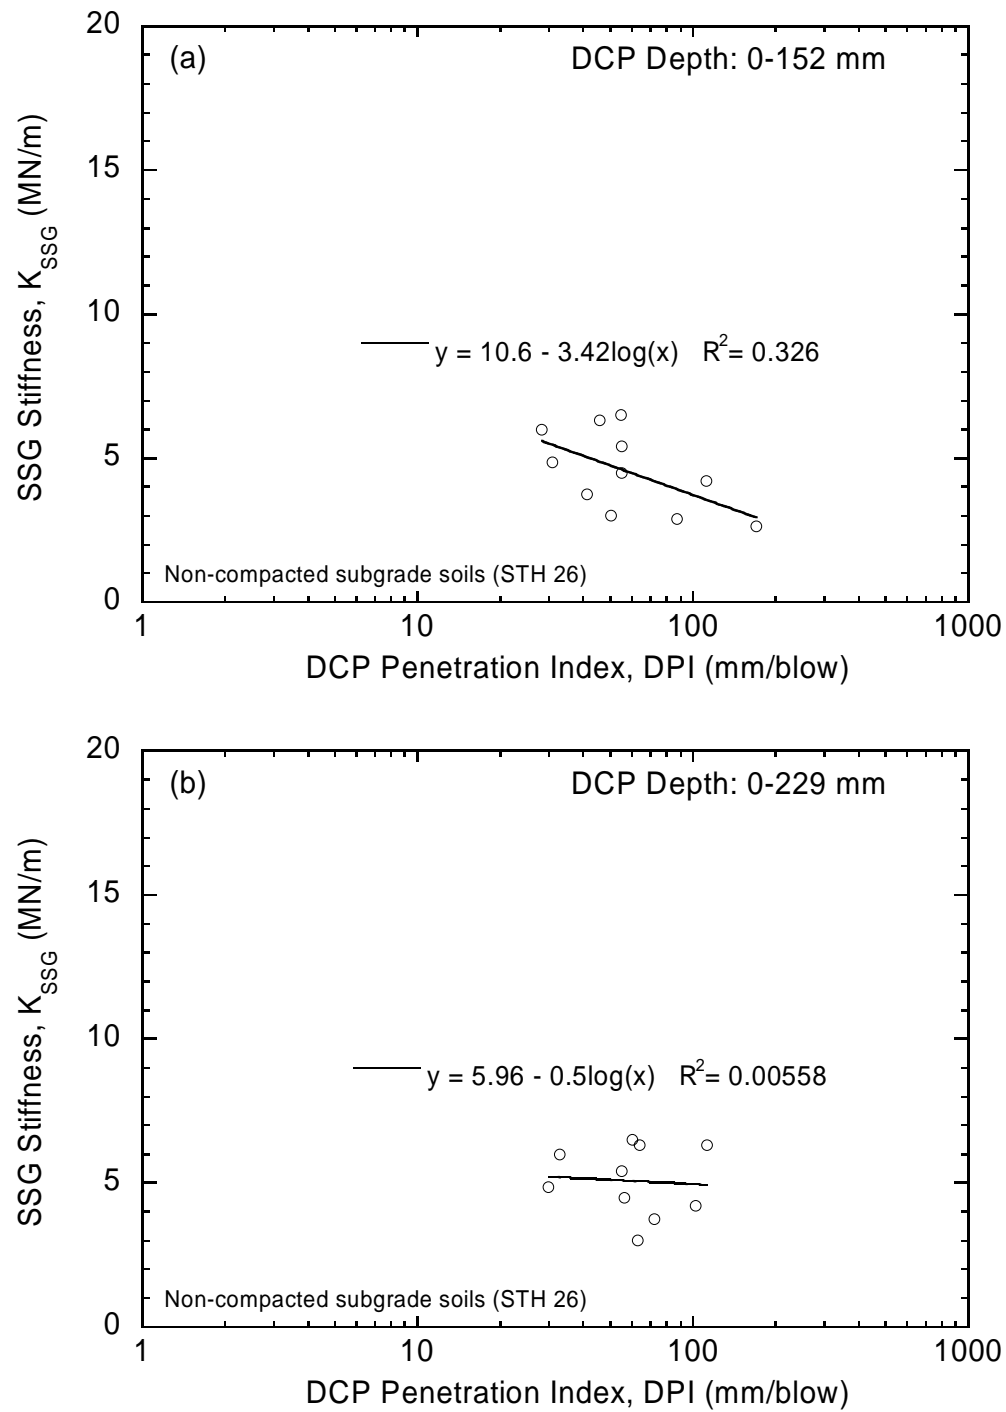 (a) DCP Depth: 0-152 mm
20
15
10
5
0
SSG Stiffness, K_SSG (MN/m)
y = 10.6 - 3.42log(x) R²= 0.326
Non-compacted subgrade soils (STH 26)
1 10 100 1000
DCP Penetration Index, DPI (mm/blow)
(b) DCP Depth: 0-229 mm
20
15
10
5
0
SSG Stiffness, K_SSG (MN/m)
y = 5.96 - 0.5log(x) R²= 0.00558
Non-compacted subgrade soils (STH 26)
1 10 100 1000
DCP Penetration Index, DPI (mm/blow)